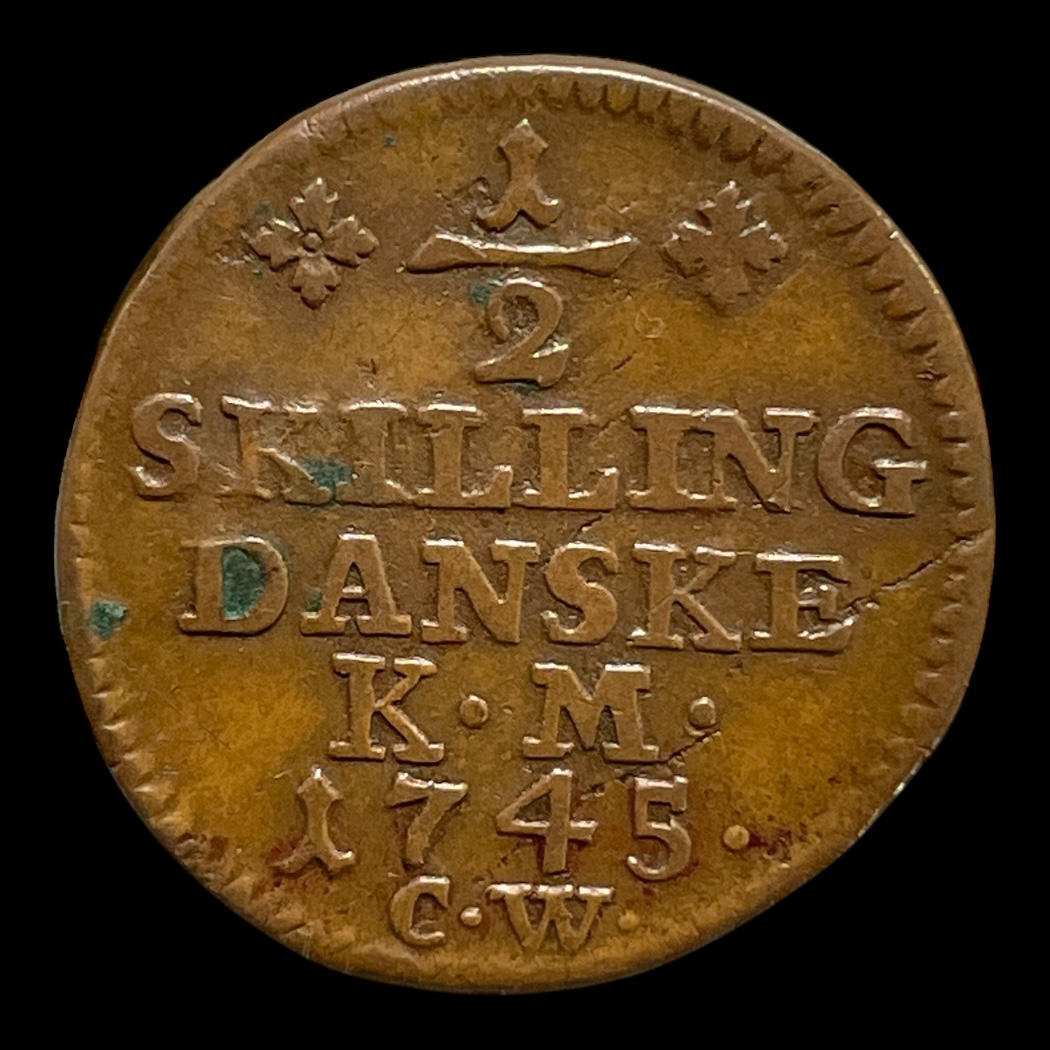 1
2
SKILLING
DANSKE
K·M·
1745·
C·W·